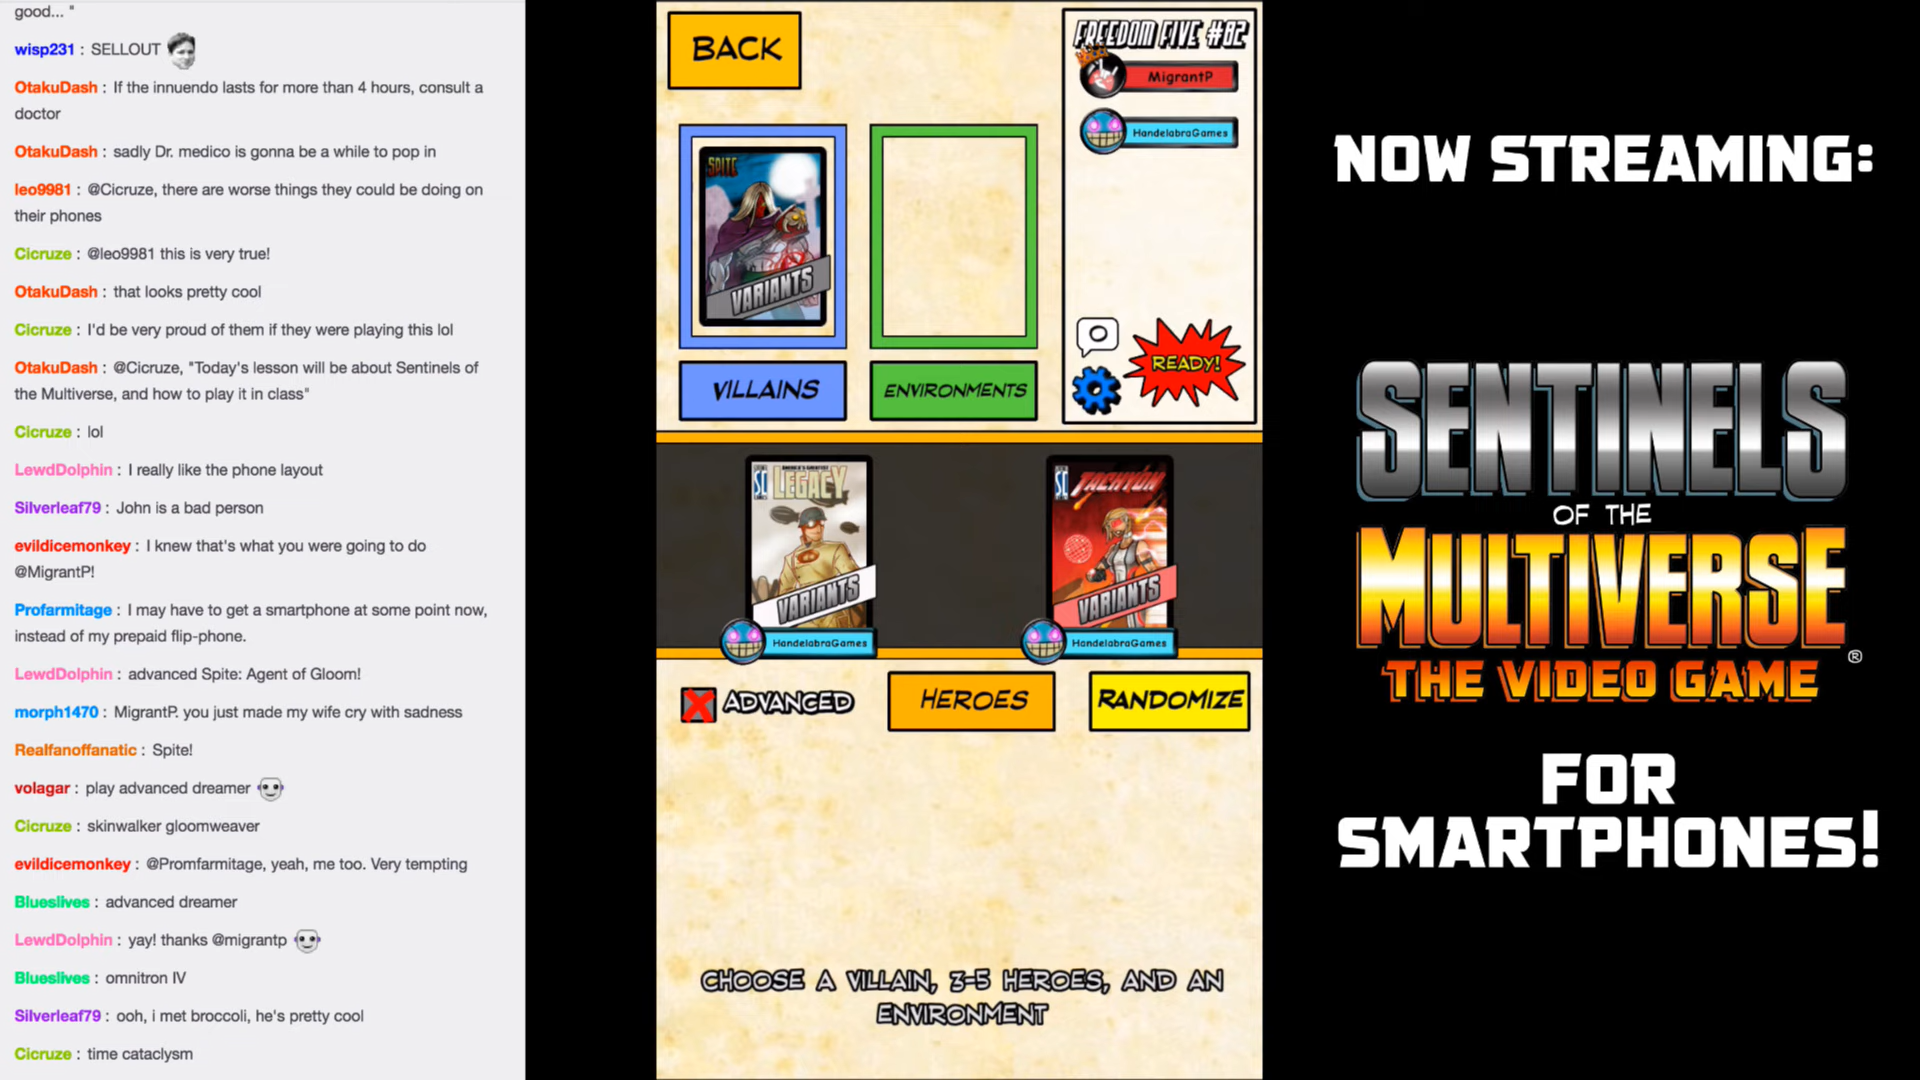 good... "
wisp231 : SELLOUT
OtakuDash : If the innuendo lasts for more than 4 hours, consult a
doctor
OtakuDash : sadly Dr. medico is gonna be a while to pop in
leo9981 : @Cicruze, there are worse things they could be doing on
their phones
Cicruze : @leo9981 this is very true!
OtakuDash : that looks pretty cool
Cicruze : I'd be very proud of them if they were playing this lol
OtakuDash : @Cicruze, "Today's lesson will be about Sentinels of
the Multiverse, and how to play it in class"
Cicruze : lol
LewdDolphin : I really like the phone layout
Silverleaf79 : John is a bad person
evildicemonkey : I knew that's what you were going to do
@MigrantP!
Profarmitage : I may have to get a smartphone at some point now,
instead of my prepaid flip-phone.
LewdDolphin : advanced Spite: Agent of Gloom!
morph1470 : MigrantP. you just made my wife cry with sadness
Realfanoffanatic : Spite!
volagar : play advanced dreamer
Cicruze : skinwalker gloomweaver
evildicemonkey : @Promfarmitage, yeah, me too. Very tempting
Blueslives : advanced dreamer
LewdDolphin : yay! thanks @migrantp
Blueslives : omnitron IV
Silverleaf79 : ooh, i met broccoli, he's pretty cool
Cicruze : time cataclysm
BACK
FREEDOM FIVE #82
MigrantP
HandelabraGames
SPITE
VARIANTS
VILLAINS
ENVIRONMENTS
READY!
AMERICA'S GREATEST
LEGACY
SC
VARIANTS
HandelabraGames
TACHYON
SC
VARIANTS
HandelabraGames
ADVANCED
HEROES
RANDOMIZE
CHOOSE A VILLAIN, 3-5 HEROES, AND AN
ENVIRONMENT
NOW STREAMING:
SENTINELS
OF THE
MULTIVERSE
®
THE VIDEO GAME
FOR
SMARTPHONES!